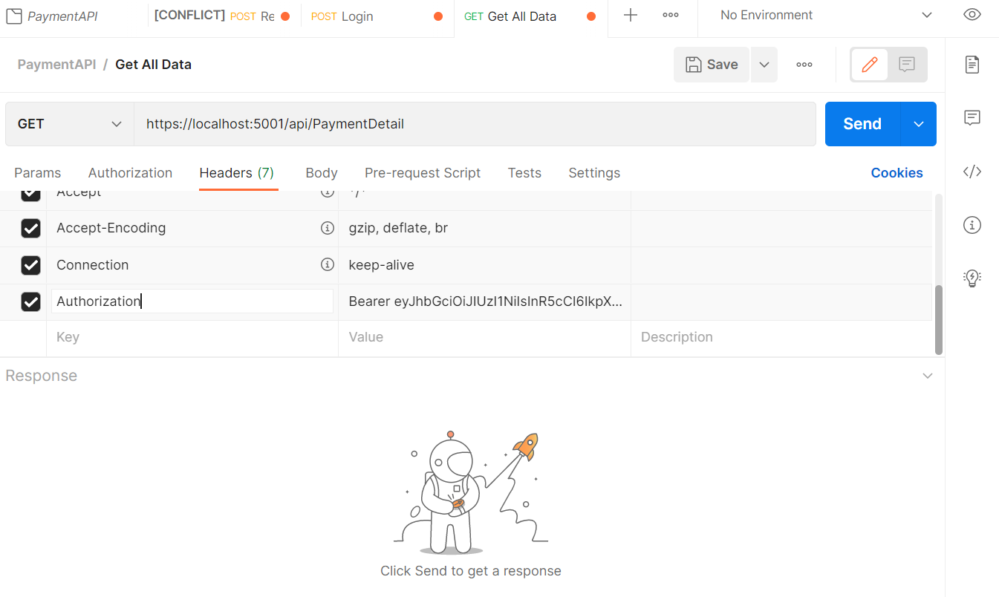 PaymentAPI [CONFLICT] POST Re POST Login GET Get All Data No Environment
PaymentAPI / Get All Data Save
GET https://localhost:5001/api/PaymentDetail Send
Params Authorization Headers (7) Body Pre-request Script Tests Settings Cookies
Accept */*
Accept-Encoding gzip, deflate, br
Connection keep-alive
Authorization Bearer eyJhbGciOiJIUzI1NiIsInR5cCI6IkpX...
Key Value Description
Response
Click Send to get a response